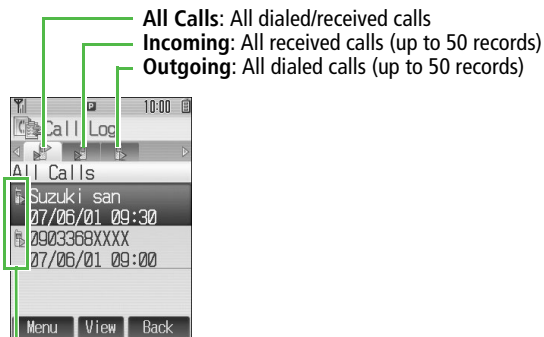 All Calls: All dialed/received calls
Incoming: All received calls (up to 50 records)
Outgoing: All dialed calls (up to 50 records)
P 10:00
Call Log
All Calls
Suzuki san
07/06/01 09:30
0903368XXXX
07/06/01 09:00
Menu View Back